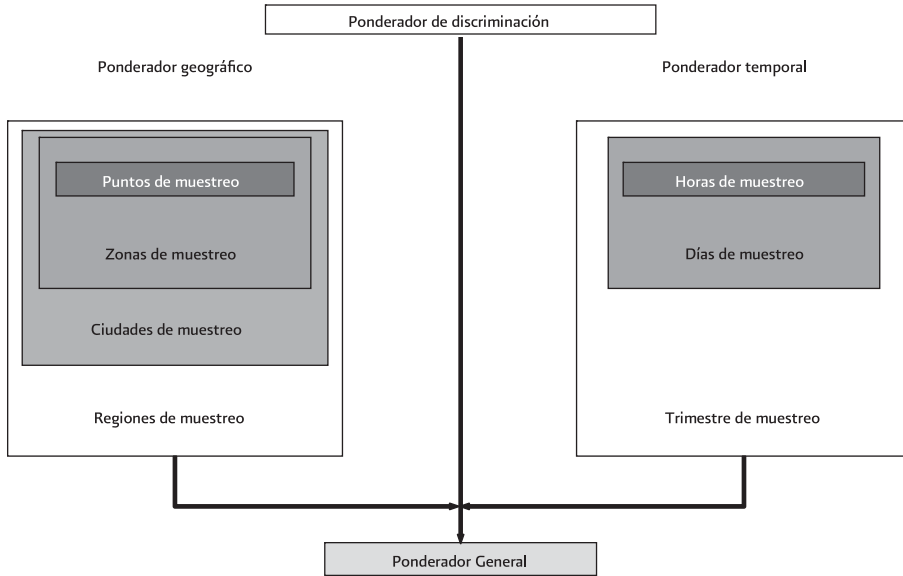 Ponderador de discriminación
Ponderador geográfico
Ponderador temporal
Puntos de muestreo
Horas de muestreo
Zonas de muestreo
Días de muestreo
Ciudades de muestreo
Regiones de muestreo
Trimestre de muestreo
Ponderador General